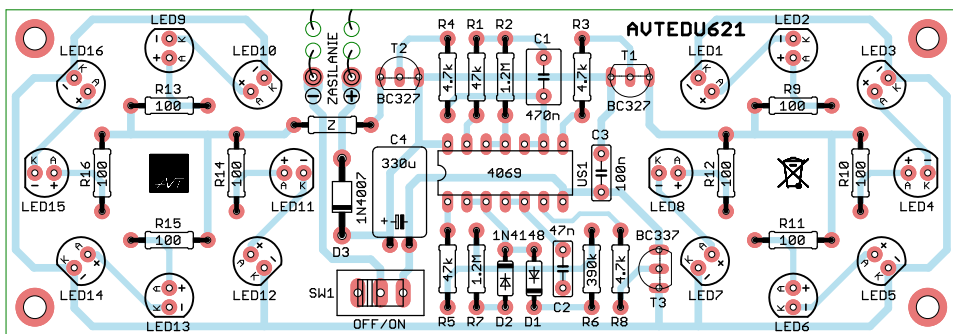 AVTEDU621
LED9
LED16
LED10
R13
100
ZASILANIE
T2
BC327
R4
4.7k
R1
47k
R2
1.2M
C1
470n
R3
4.7k
T1
BC327
LED2
LED1
LED3
R9
100
Z
K A
- +
LED15
R16
100
AVT
R14
100
+ -
A K
LED11
D3
1N4007
C4
330u
+
4069
US1
C3
100n
LED8
R12
100
R10
100
LED4
R15
100
LED14
LED12
LED13
SW1
OFF/ON
R5
47k
R7
1.2M
1N4148
D2
D1
47n
C2
R6
390k
R8
4.7k
BC337
T3
R11
100
LED7
LED5
LED6